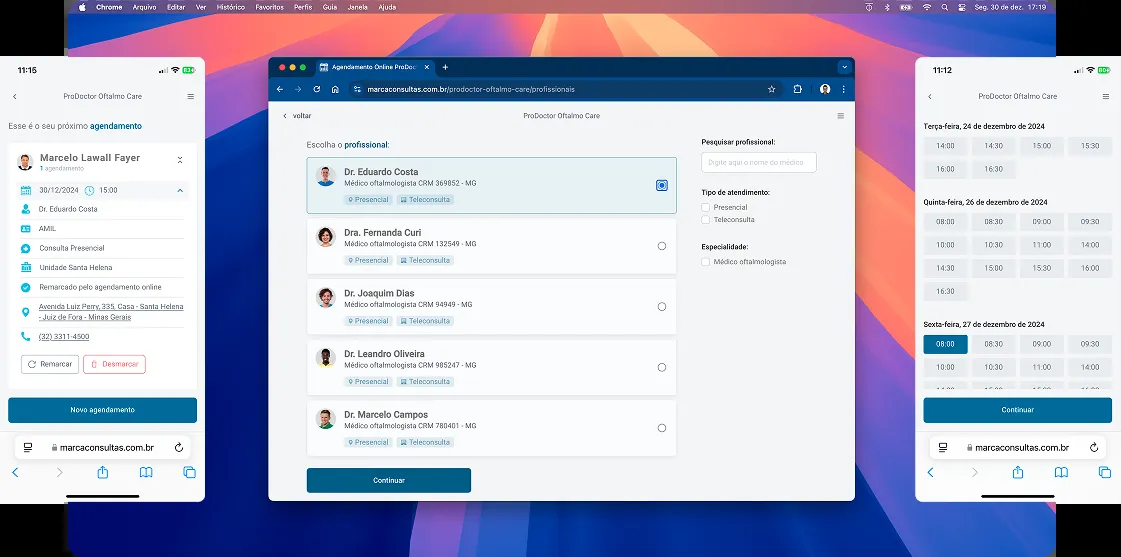 Chrome Arquivo Editar Ver Histórico Favoritos Perfis Guia Janela Ajuda
Seg. 30 de dez. 17:19
11:15
ProDoctor Oftalmo Care
Esse é o seu próximo agendamento
Marcelo Lawall Fayer
1 agendamento
30/12/2024 15:00
Dr. Eduardo Costa
AMIL
Consulta Presencial
Unidade Santa Helena
Remarcado pelo agendamento online
Avenida Luiz Perry, 335, Casa - Santa Helena
- Juiz de Fora - Minas Gerais
(32) 3311-4500
Remarcar Desmarcar
Novo agendamento
marcaconsultas.com.br
Agendamento Online ProDoc
marcaconsultas.com.br/prodoctor-oftalmo-care/profissionais
voltar
ProDoctor Oftalmo Care
Escolha o profissional:
Dr. Eduardo Costa
Médico oftalmologista CRM 369852 - MG
Presencial Teleconsulta
Dra. Fernanda Curi
Médico oftalmologista CRM 132549 - MG
Presencial Teleconsulta
Dr. Joaquim Dias
Médico oftalmologista CRM 94949 - MG
Presencial Teleconsulta
Dr. Leandro Oliveira
Médico oftalmologista CRM 985247 - MG
Presencial Teleconsulta
Dr. Marcelo Campos
Médico oftalmologista CRM 780401 - MG
Presencial Teleconsulta
Continuar
Pesquisar profissional:
Digite aqui o nome do médico
Tipo de atendimento:
Presencial
Teleconsulta
Especialidade:
Médico oftalmologista
11:12
ProDoctor Oftalmo Care
Terça-feira, 24 de dezembro de 2024
14:00 14:30 15:00 15:30
16:00 16:30
Quinta-feira, 26 de dezembro de 2024
08:00 08:30 09:00 09:30
10:00 10:30 11:00 14:00
14:30 15:00 15:30 16:00
16:30
Sexta-feira, 27 de dezembro de 2024
08:00 08:30 09:00 09:30
10:00 10:30 11:00 14:00
Continuar
marcaconsultas.com.br